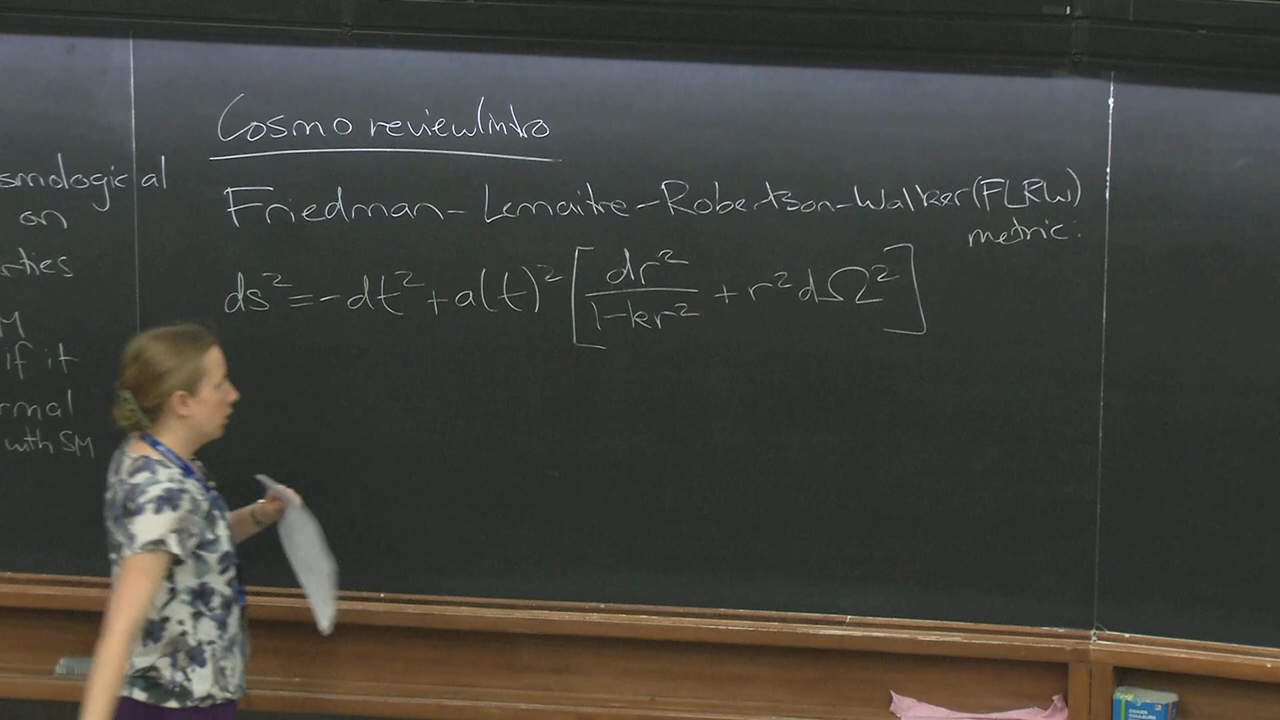 smological
on
rties
M
if it
rmal
with SM
Cosmo review/intro
Friedman-Lemaitre-Robertson-Walker (FLRW)
metric:
ds² = -dt² + a(t)² [dr²/(1-kr²) + r²dΩ²]